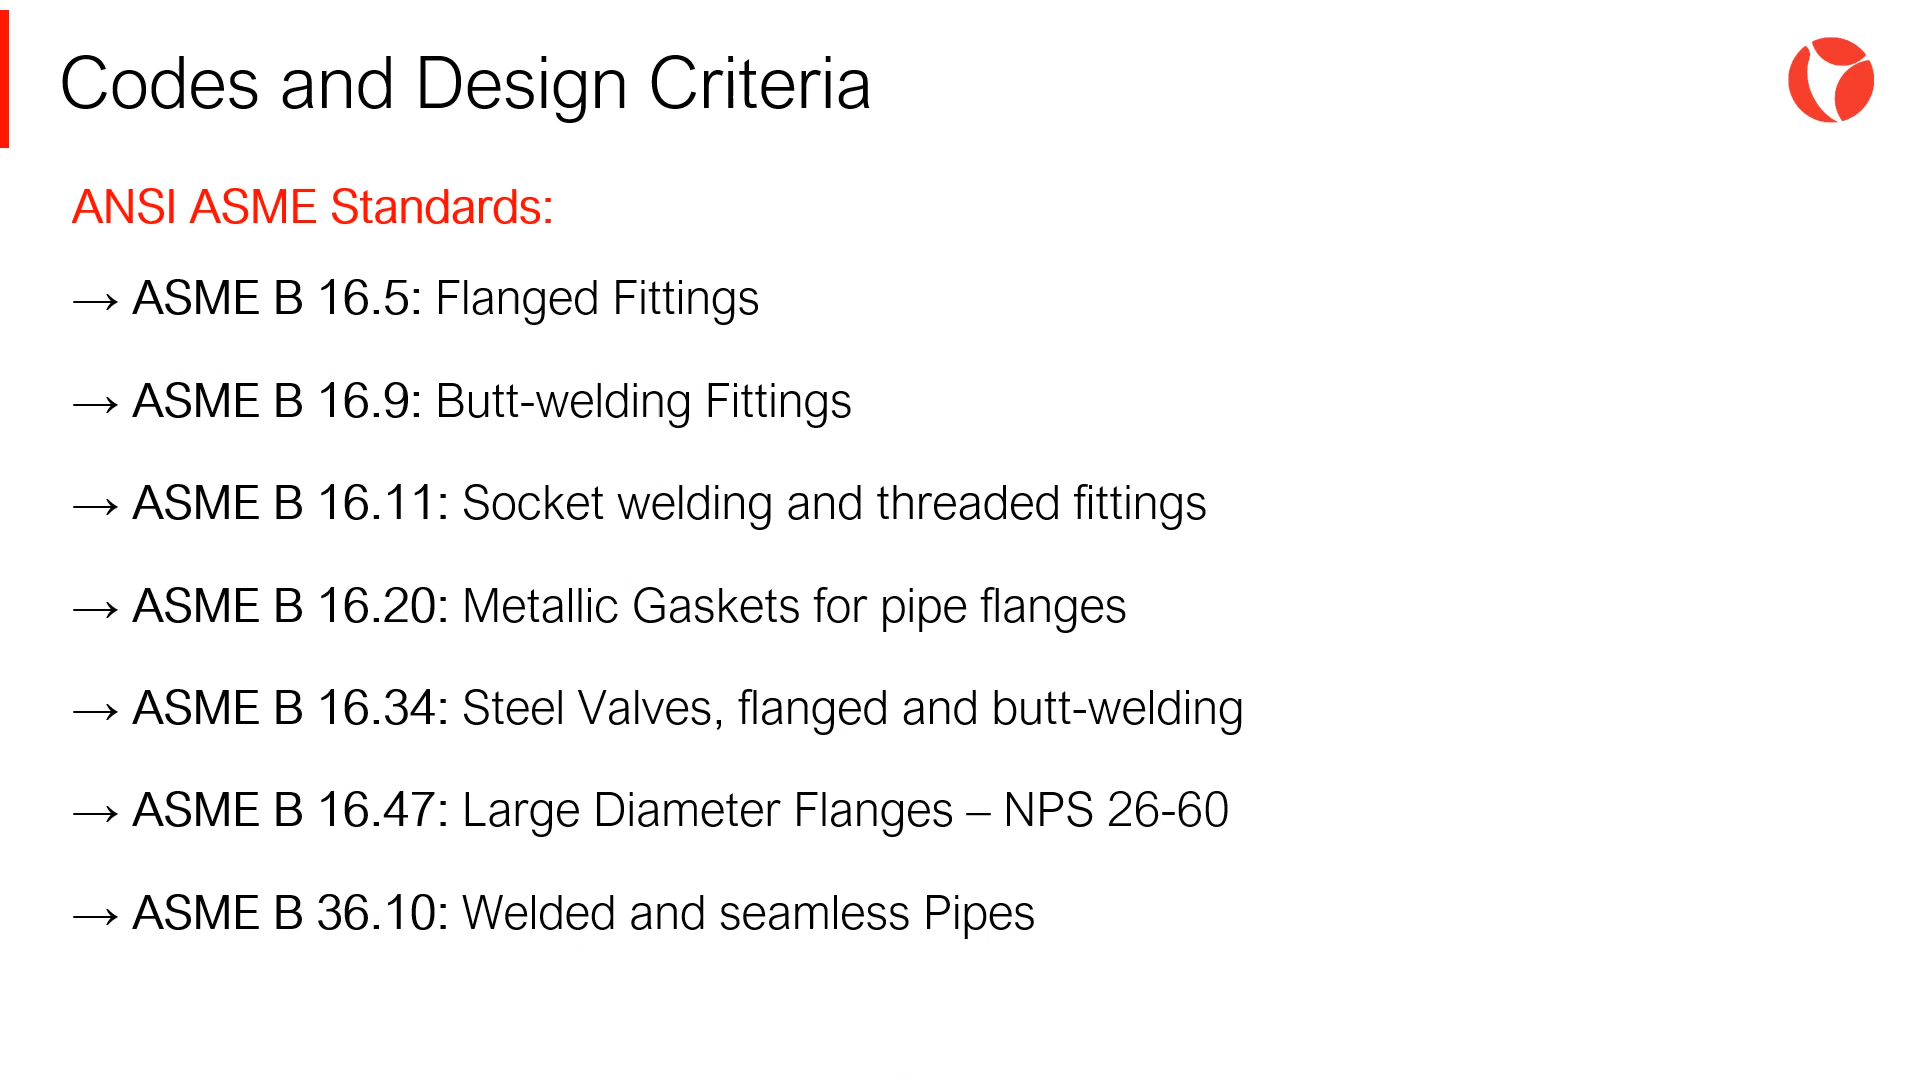 Codes and Design Criteria
ANSI ASME Standards:
→ ASME B 16.5: Flanged Fittings
→ ASME B 16.9: Butt-welding Fittings
→ ASME B 16.11: Socket welding and threaded fittings
→ ASME B 16.20: Metallic Gaskets for pipe flanges
→ ASME B 16.34: Steel Valves, flanged and butt-welding
→ ASME B 16.47: Large Diameter Flanges – NPS 26-60
→ ASME B 36.10: Welded and seamless Pipes